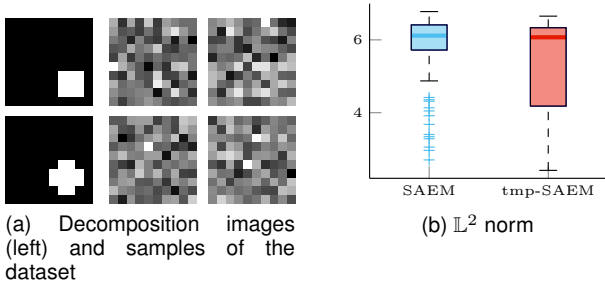 6
4
SAEM tmp-SAEM
(a) Decomposition images
(left) and samples of the
dataset
(b) 𝕃² norm